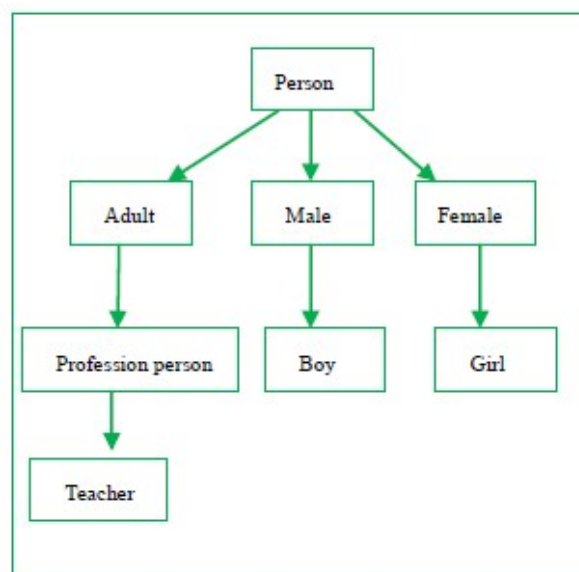 Person
Adult
Male
Female
Profession person
Boy
Girl
Teacher